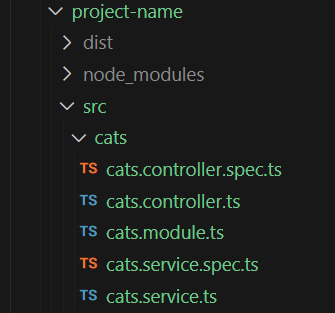 project-name
dist
node_modules
src
cats
TS cats.controller.spec.ts
TS cats.controller.ts
TS cats.module.ts
TS cats.service.spec.ts
TS cats.service.ts